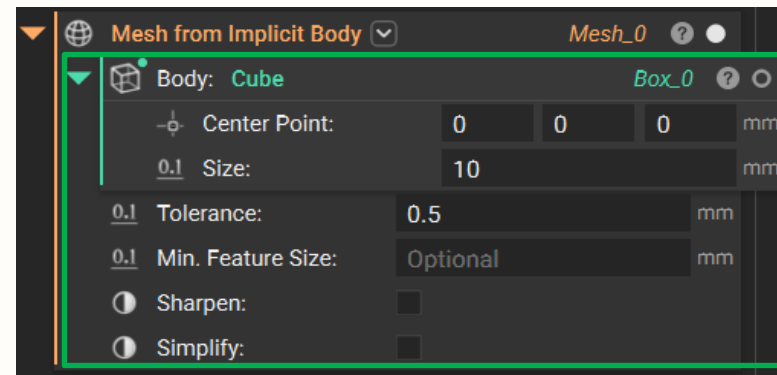 Mesh from Implicit Body Mesh_0 ?
Body: Cube Box_0 ?
Center Point: 0 0 0 mm
0.1 Size: 10 mm
0.1 Tolerance: 0.5 mm
0.1 Min. Feature Size: Optional mm
Sharpen:
Simplify: